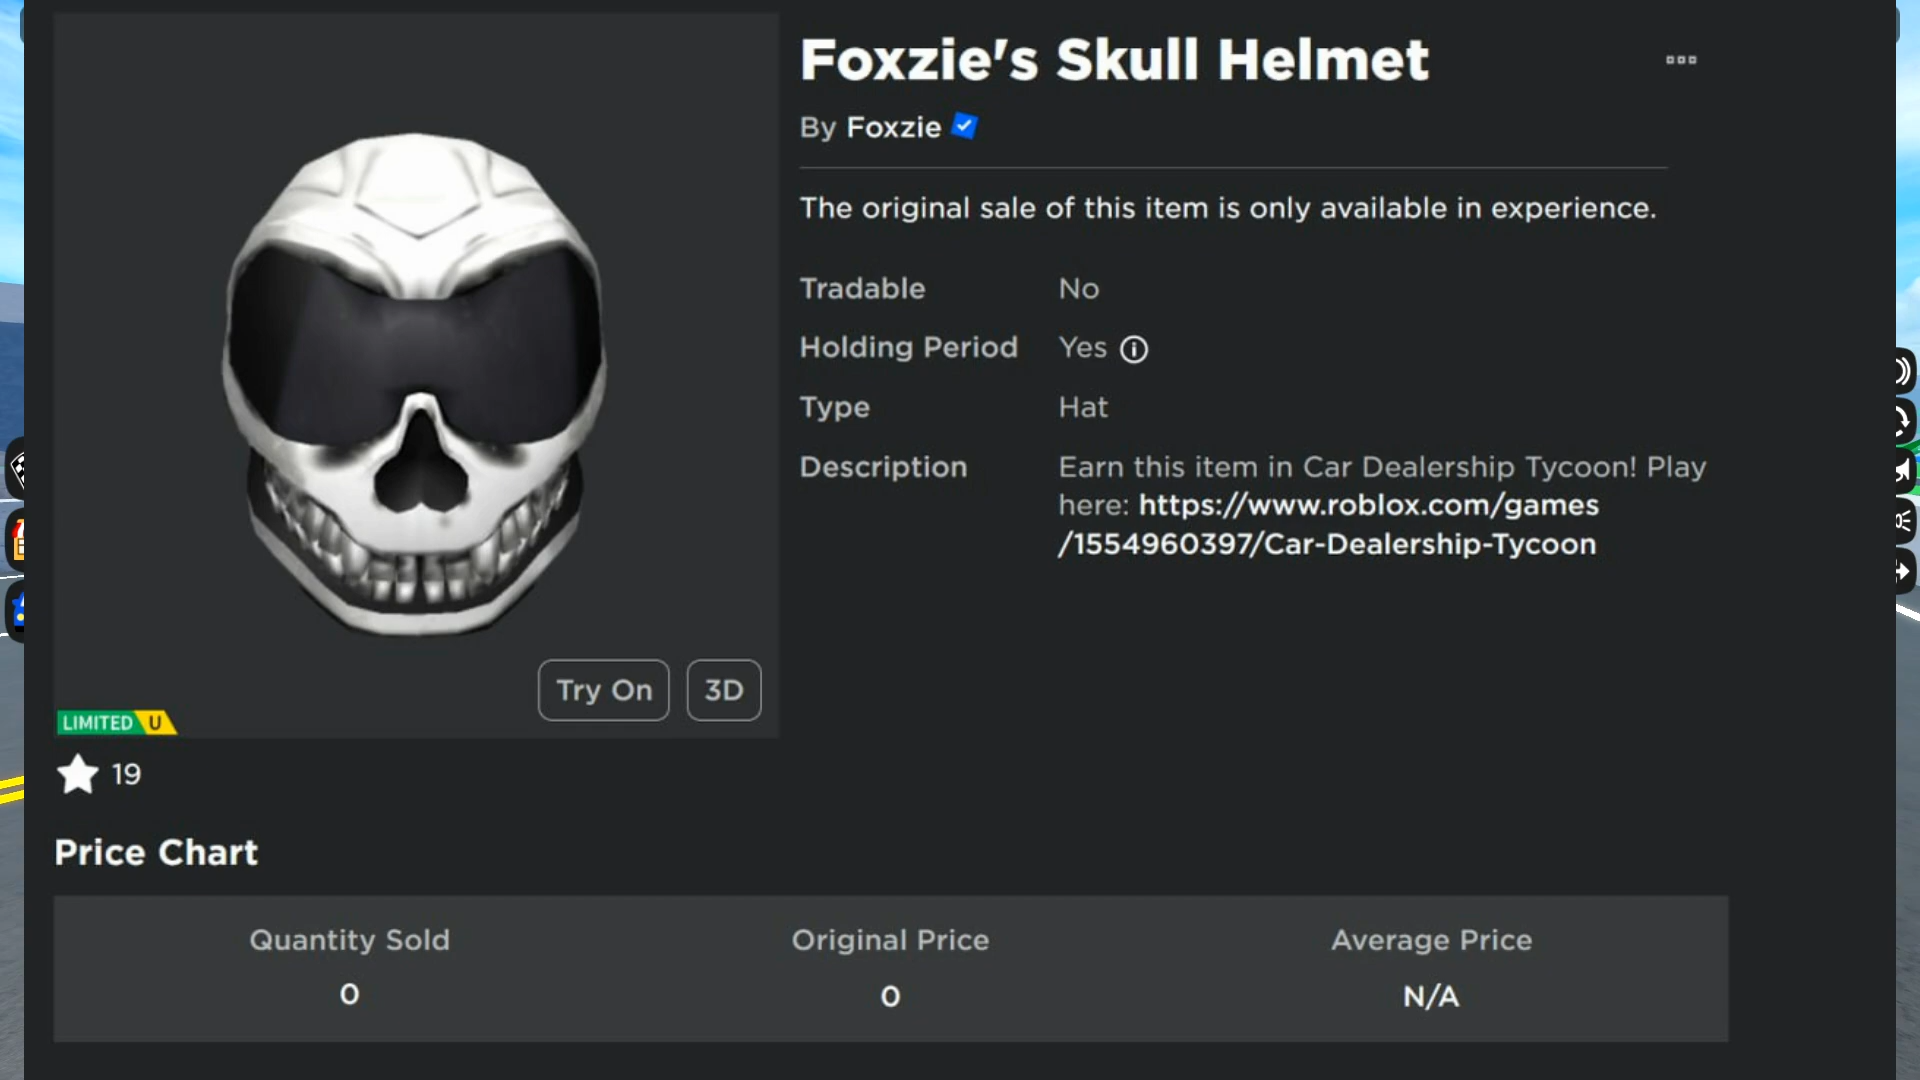 Foxzie's Skull Helmet
By Foxzie
The original sale of this item is only available in experience.
Tradable No
Holding Period Yes
Type Hat
Description Earn this item in Car Dealership Tycoon! Play
here: https://www.roblox.com/games
/1554960397/Car-Dealership-Tycoon
Try On 3D
LIMITED U
19
Price Chart
Quantity Sold Original Price Average Price
0 0 N/A